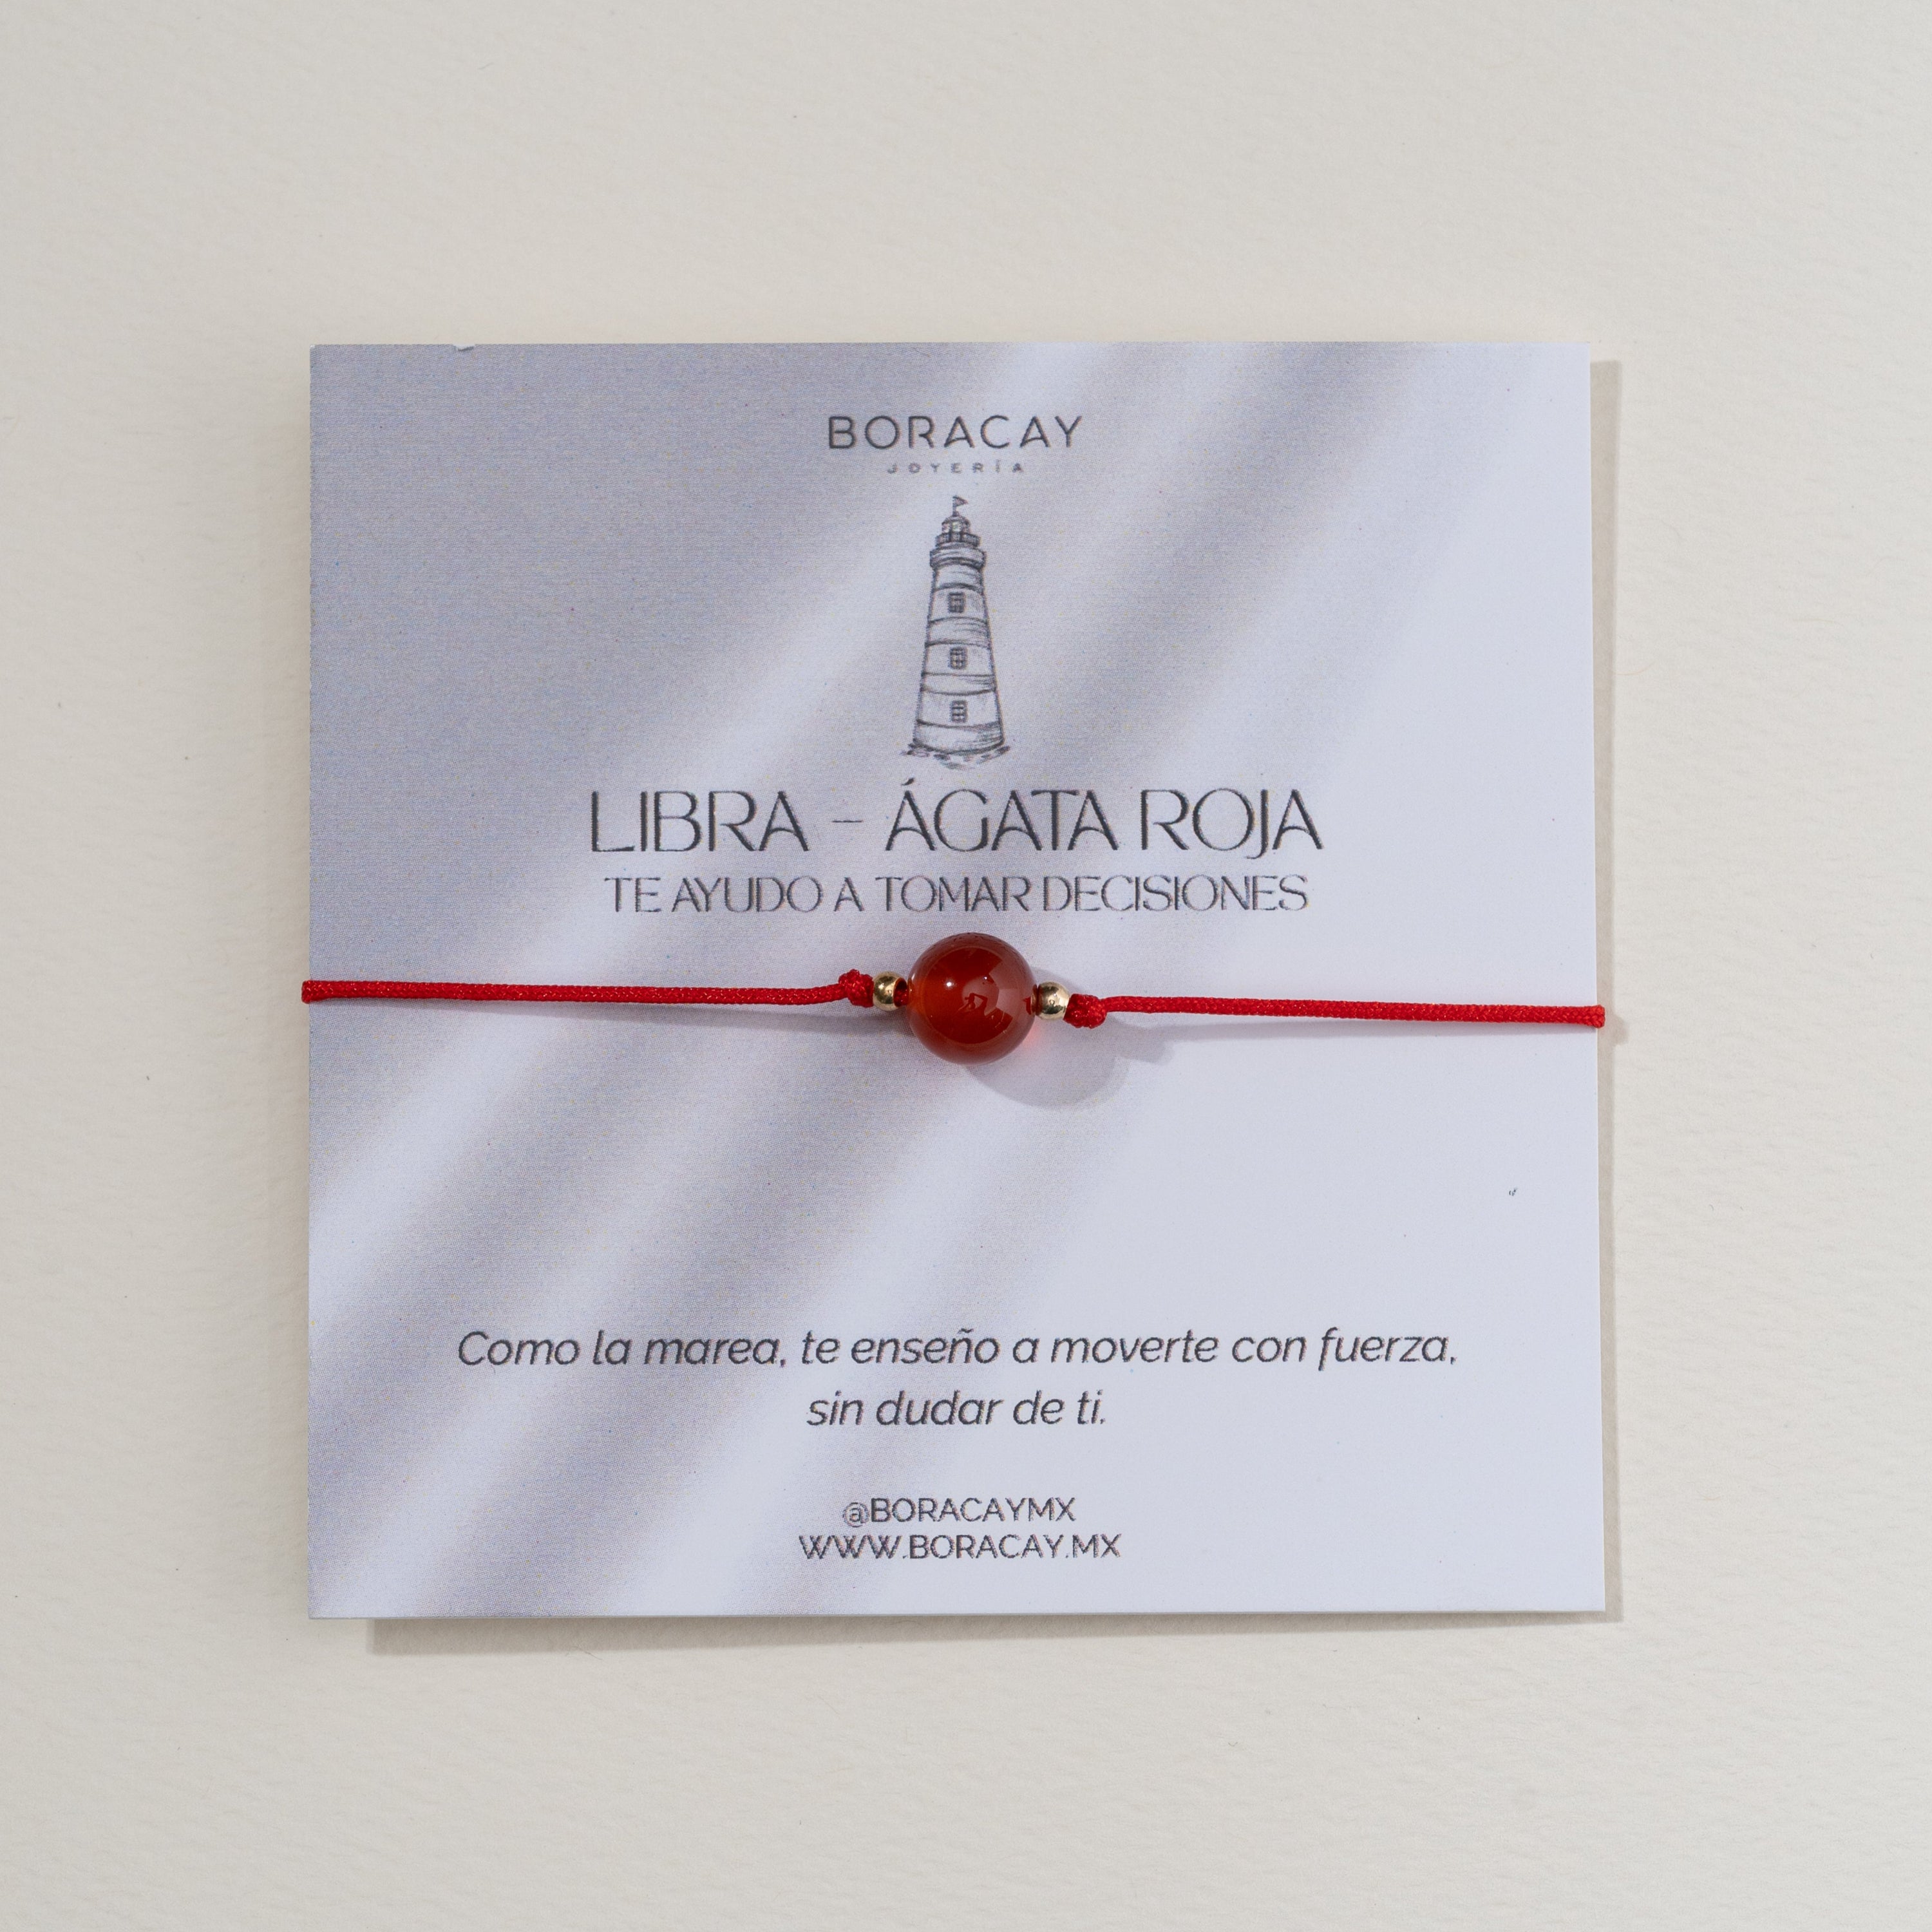 BORACAY
JOYERÍA
LIBRA - ÁGATA ROJA
TE AYUDO A TOMAR DECISIONES
Como la marea, te enseño a moverte con fuerza,
sin dudar de ti.
@BORACAYMX
WWW.BORACAY.MX